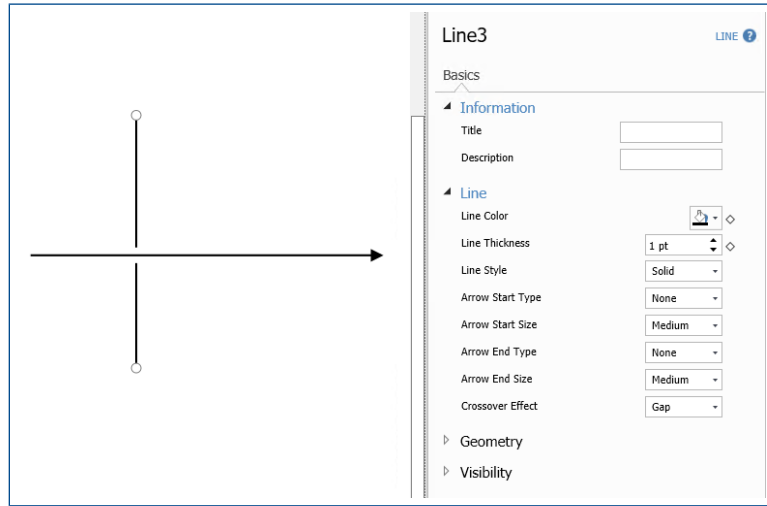 Line3
LINE ?
Basics
Information
Title
Description
Line
Line Color
Line Thickness 1 pt
Line Style Solid
Arrow Start Type None
Arrow Start Size Medium
Arrow End Type None
Arrow End Size Medium
Crossover Effect Gap
Geometry
Visibility